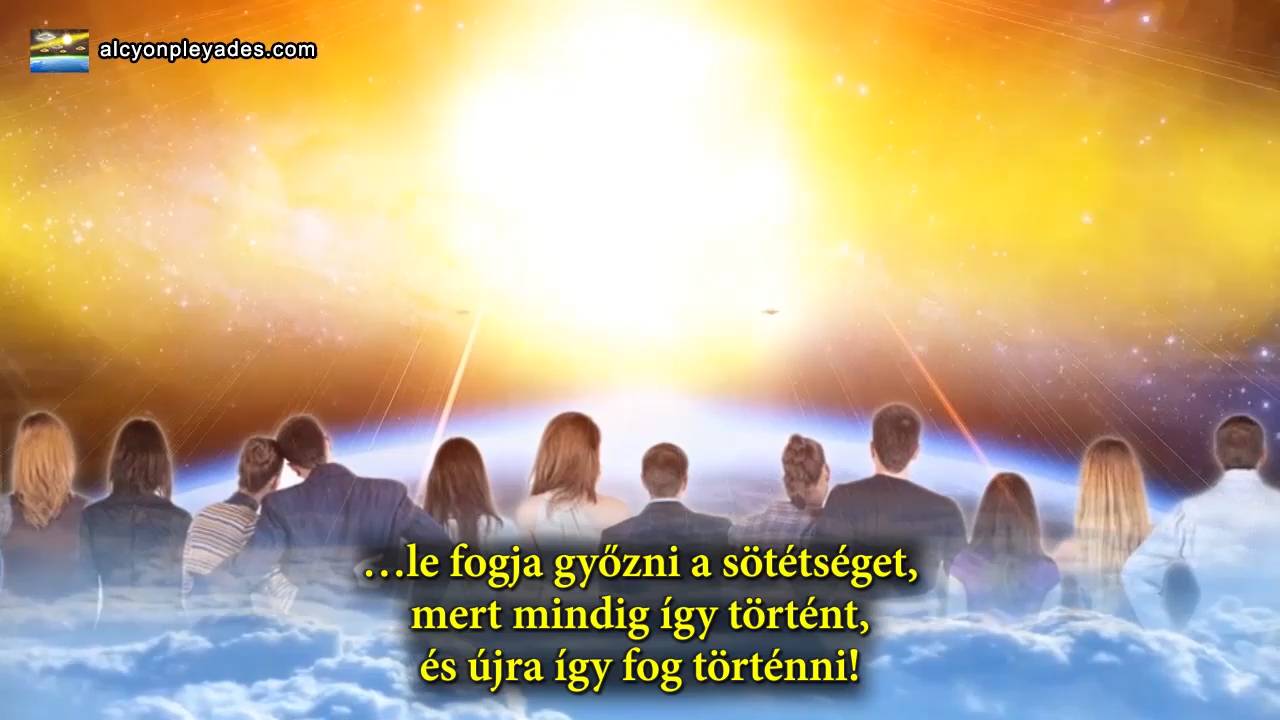 alcyonpleyades.com
…le fogja győzni a sötétséget,
mert mindig így történt,
és újra így fog történni!